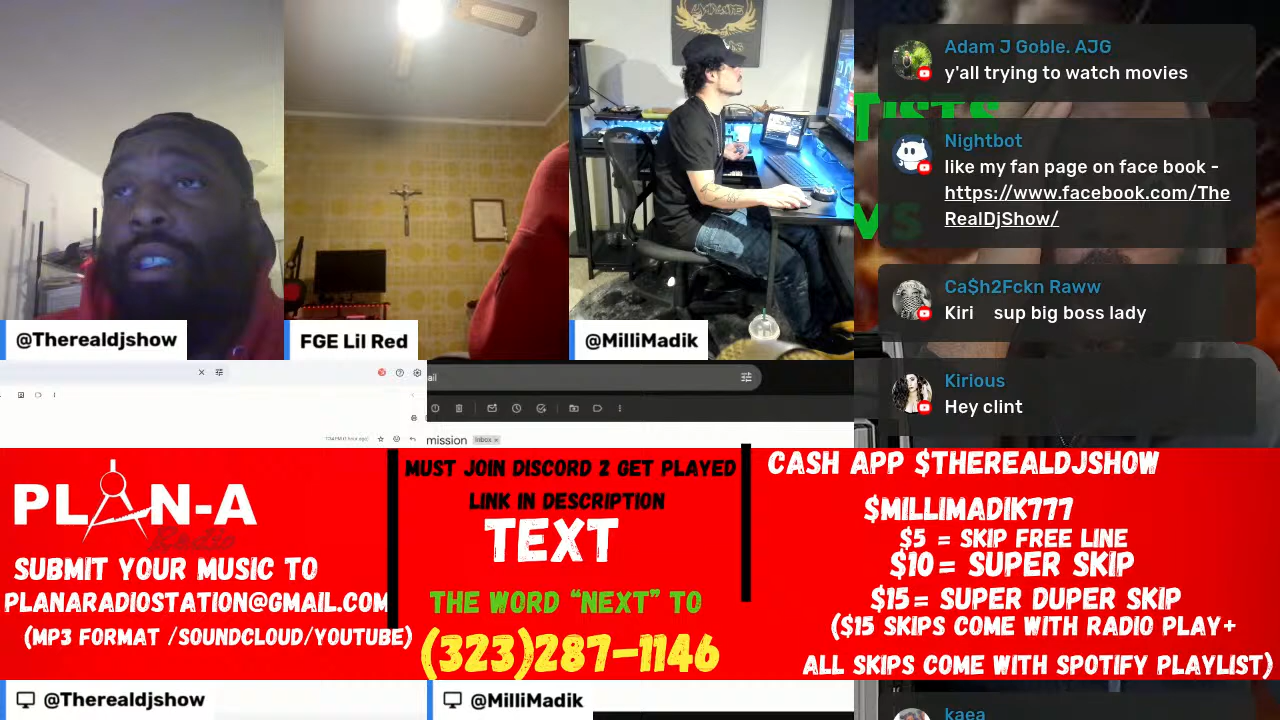 Adam J Goble. AJG
y'all trying to watch movies
Nightbot
like my fan page on face book -
https://www.facebook.com/The
RealDjShow/
Ca$h2Fckn Raww
Kiri sup big boss lady
Kirious
Hey clint
@Therealdjshow
FGE Lil Red
@MilliMadik
ail
mission Inbox ×
PLAN-A
Radio
SUBMIT YOUR MUSIC TO
PLANARADIOSTATION@GMAIL.COM
(MP3 FORMAT /SOUNDCLOUD/YOUTUBE)
MUST JOIN DISCORD 2 GET PLAYED
LINK IN DESCRIPTION
TEXT
THE WORD “NEXT” TO
(323)287-1146
CASH APP $THEREALDJSHOW
$MILLIMADIK777
$5 = SKIP FREE LINE
$10 = SUPER SKIP
$15 = SUPER DUPER SKIP
($15 SKIPS COME WITH RADIO PLAY+
ALL SKIPS COME WITH SPOTIFY PLAYLIST)
@Therealdjshow
@MilliMadik
kaea